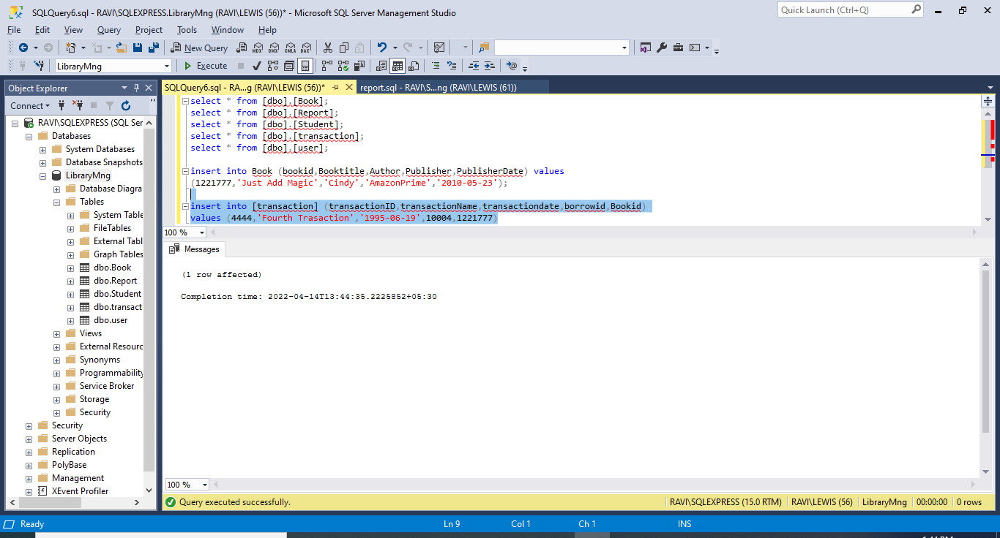 SQLQuery6.sql - RAVI\SQLEXPRESS.LibraryMng (RAVI\LEWIS (56))* - Microsoft SQL Server Management Studio
Quick Launch (Ctrl+Q)
File Edit View Query Project Tools Window Help
New Query MDX DMX XMLA DAX
LibraryMng Execute
Object Explorer
Connect
RAVI\SQLEXPRESS (SQL Ser
Databases
System Databases
Database Snapshots
LibraryMng
Database Diagra
Tables
System Table
FileTables
External Tabl
Graph Tables
dbo.Book
dbo.Report
dbo.Student
dbo.transact
dbo.user
Views
External Resourc
Synonyms
Programmability
Service Broker
Storage
Security
Security
Server Objects
Replication
PolyBase
Management
XEvent Profiler
SQLQuery6.sql - RA...g (RAVI\LEWIS (56))* report.sql - RAVI\S...ng (RAVI\LEWIS (61))
select * from [dbo].[Book];
select * from [dbo].[Report];
select * from [dbo].[Student];
select * from [dbo].[transaction];
select * from [dbo].[user];
insert into Book (bookid,Booktitle,Author,Publisher,PublisherDate) values
(1221777,'Just Add Magic','Cindy','AmazonPrime','2010-05-23');
insert into [transaction] (transactionID,transactionName,transactiondate,borrowid,Bookid)
values (4444,'Fourth Trasaction','1995-06-19',10004,1221777)
100 %
Messages
(1 row affected)
Completion time: 2022-04-14T13:44:35.2225852+05:30
100 %
Query executed successfully. RAVI\SQLEXPRESS (15.0 RTM) RAVI\LEWIS (56) LibraryMng 00:00:00 0 rows
Ready Ln 9 Col 1 Ch 1 INS